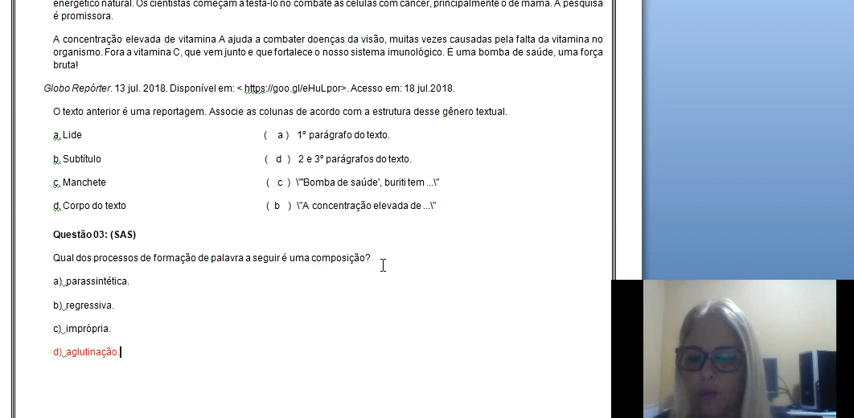 energético natural. Os cientistas começam a testá-lo no combate às células com câncer, principalmente o de mama. A pesquisa
é promissora.
A concentração elevada de vitamina A ajuda a combater doenças da visão, muitas vezes causadas pela falta da vitamina no
organismo. Fora a vitamina C, que vem junto e que fortalece o nosso sistema imunológico. É uma bomba de saúde, uma força
bruta!
Globo Repórter. 13 jul. 2018. Disponível em: < https://goo.gl/eHuLpor>. Acesso em: 18 jul.2018.
O texto anterior é uma reportagem. Associe as colunas de acordo com a estrutura desse gênero textual.
a. Lide ( a ) 1º parágrafo do texto.
b. Subtítulo ( d ) 2 e 3º parágrafos do texto.
c. Manchete ( c ) \"'Bomba de saúde', buriti tem ...\"
d. Corpo do texto ( b ) \"A concentração elevada de ...\"
Questão 03: (SAS)
Qual dos processos de formação de palavra a seguir é uma composição?
a) parassintética.
b) regressiva.
c) imprópria.
d) aglutinação.